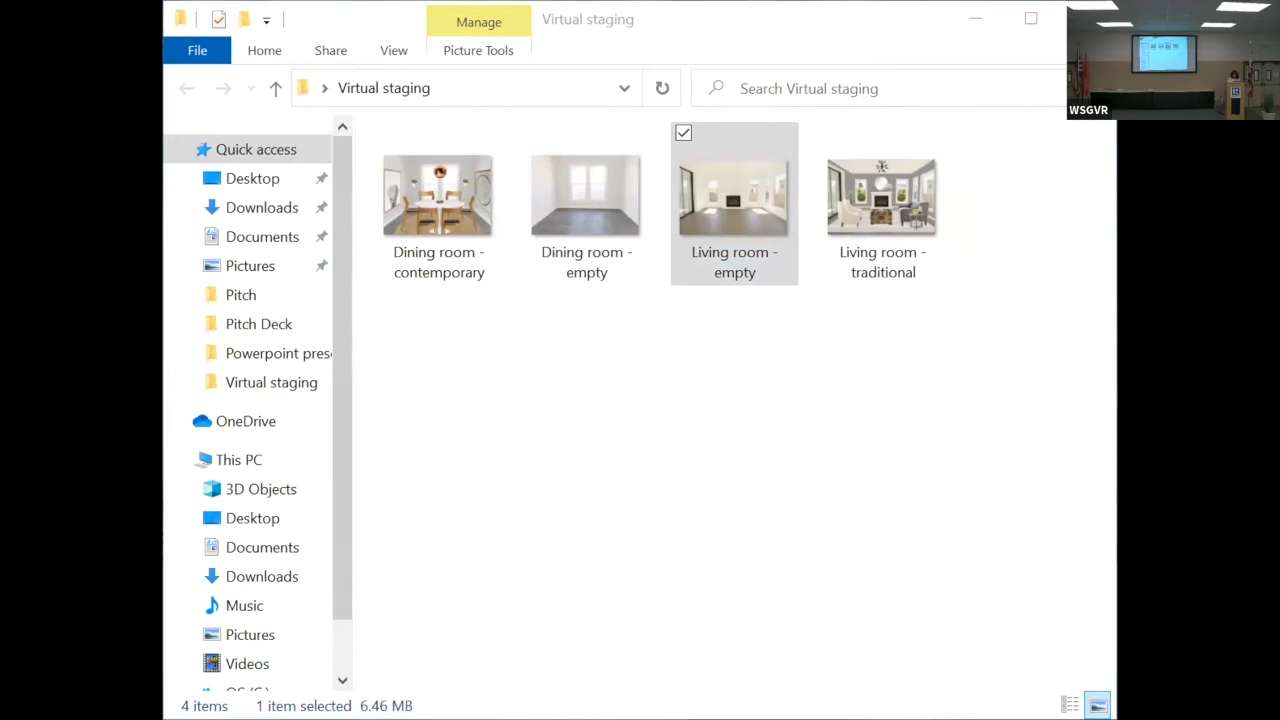 Manage
Virtual staging
File
Home
Share
View
Picture Tools
Virtual staging
Search Virtual staging
WSGVR
Quick access
Desktop
Downloads
Documents
Pictures
Pitch
Pitch Deck
Powerpoint pres
Virtual staging
OneDrive
This PC
3D Objects
Desktop
Documents
Downloads
Music
Pictures
Videos
Dining room -
contemporary
Dining room -
empty
Living room -
empty
Living room -
traditional
4 items
1 item selected 6.46 MB